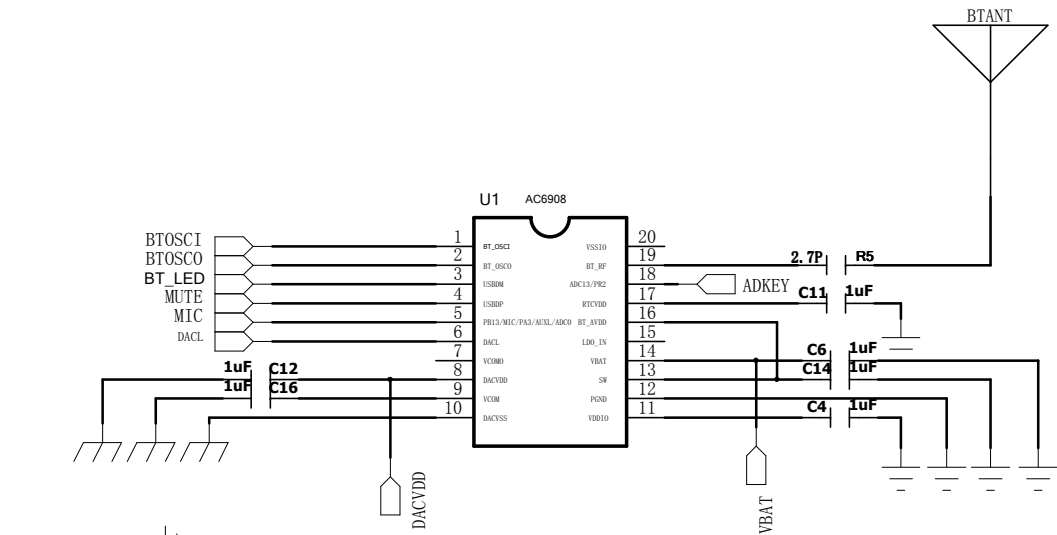 BTANT
U1 AC6908
BTOSCI 1 BT_OSCI VSSIO 20
BTOSCO 2 BT_OSCO BT_RF 19 2.7P R5
BT_LED 3 USBDM ADC13/PR2 18 ADKEY
MUTE 4 USBDP RTCVDD 17 C11 1uF
MIC 5 PB13/MIC/PA3/AUXL/ADC0 BT_AVDD 16
DACL 6 DACL LDO_IN 15
7 VCOMO VBAT 14 C6 1uF
1uF C12 8 DACVDD SW 13 C14 1uF
1uF C16 9 VCOM PGND 12
10 DACVSS VDDIO 11 C4 1uF
DACVDD
VBAT